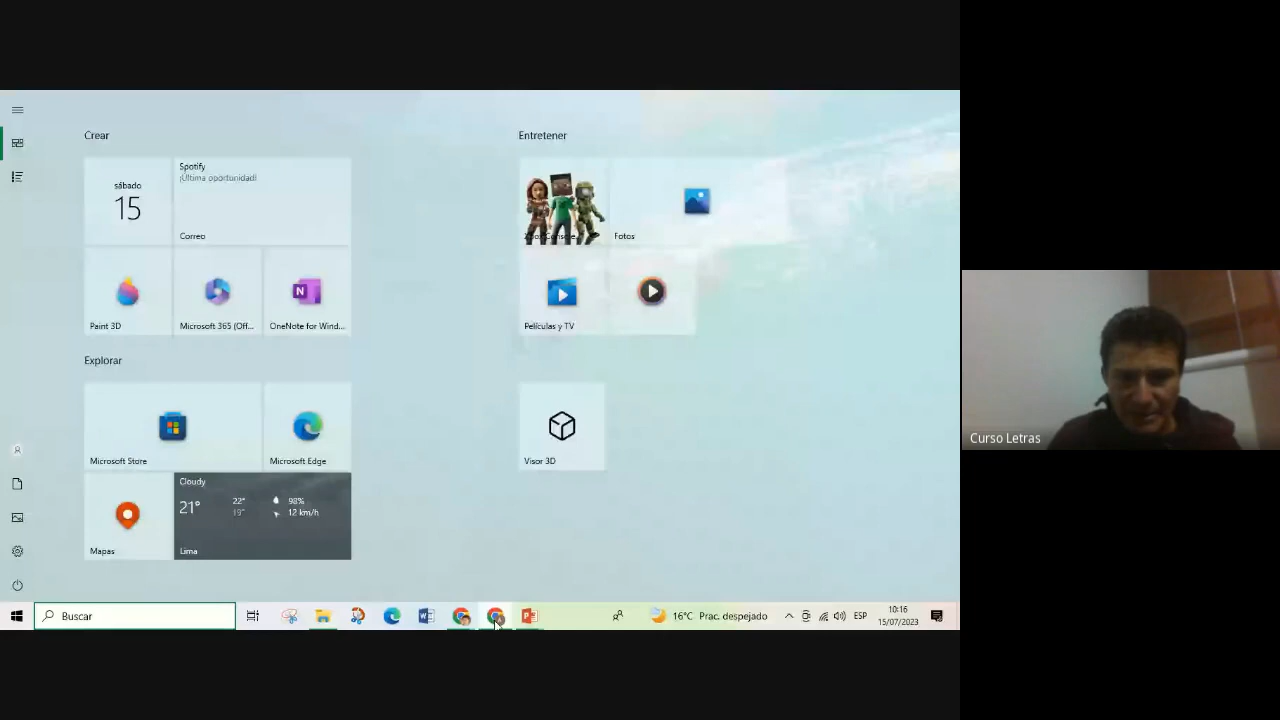 Crear
Entretener
sábado
15
Spotify
¡Última oportunidad!
Correo
Xbox Console...
Fotos
Paint 3D
Microsoft 365 (Off...
OneNote for Wind...
Películas y TV
Explorar
Microsoft Store
Microsoft Edge
Visor 3D
Mapas
Cloudy
21°
22°
19°
98%
12 km/h
Lima
Curso Letras
Buscar
16°C Prac. despejado
ESP
10:16
15/07/2023